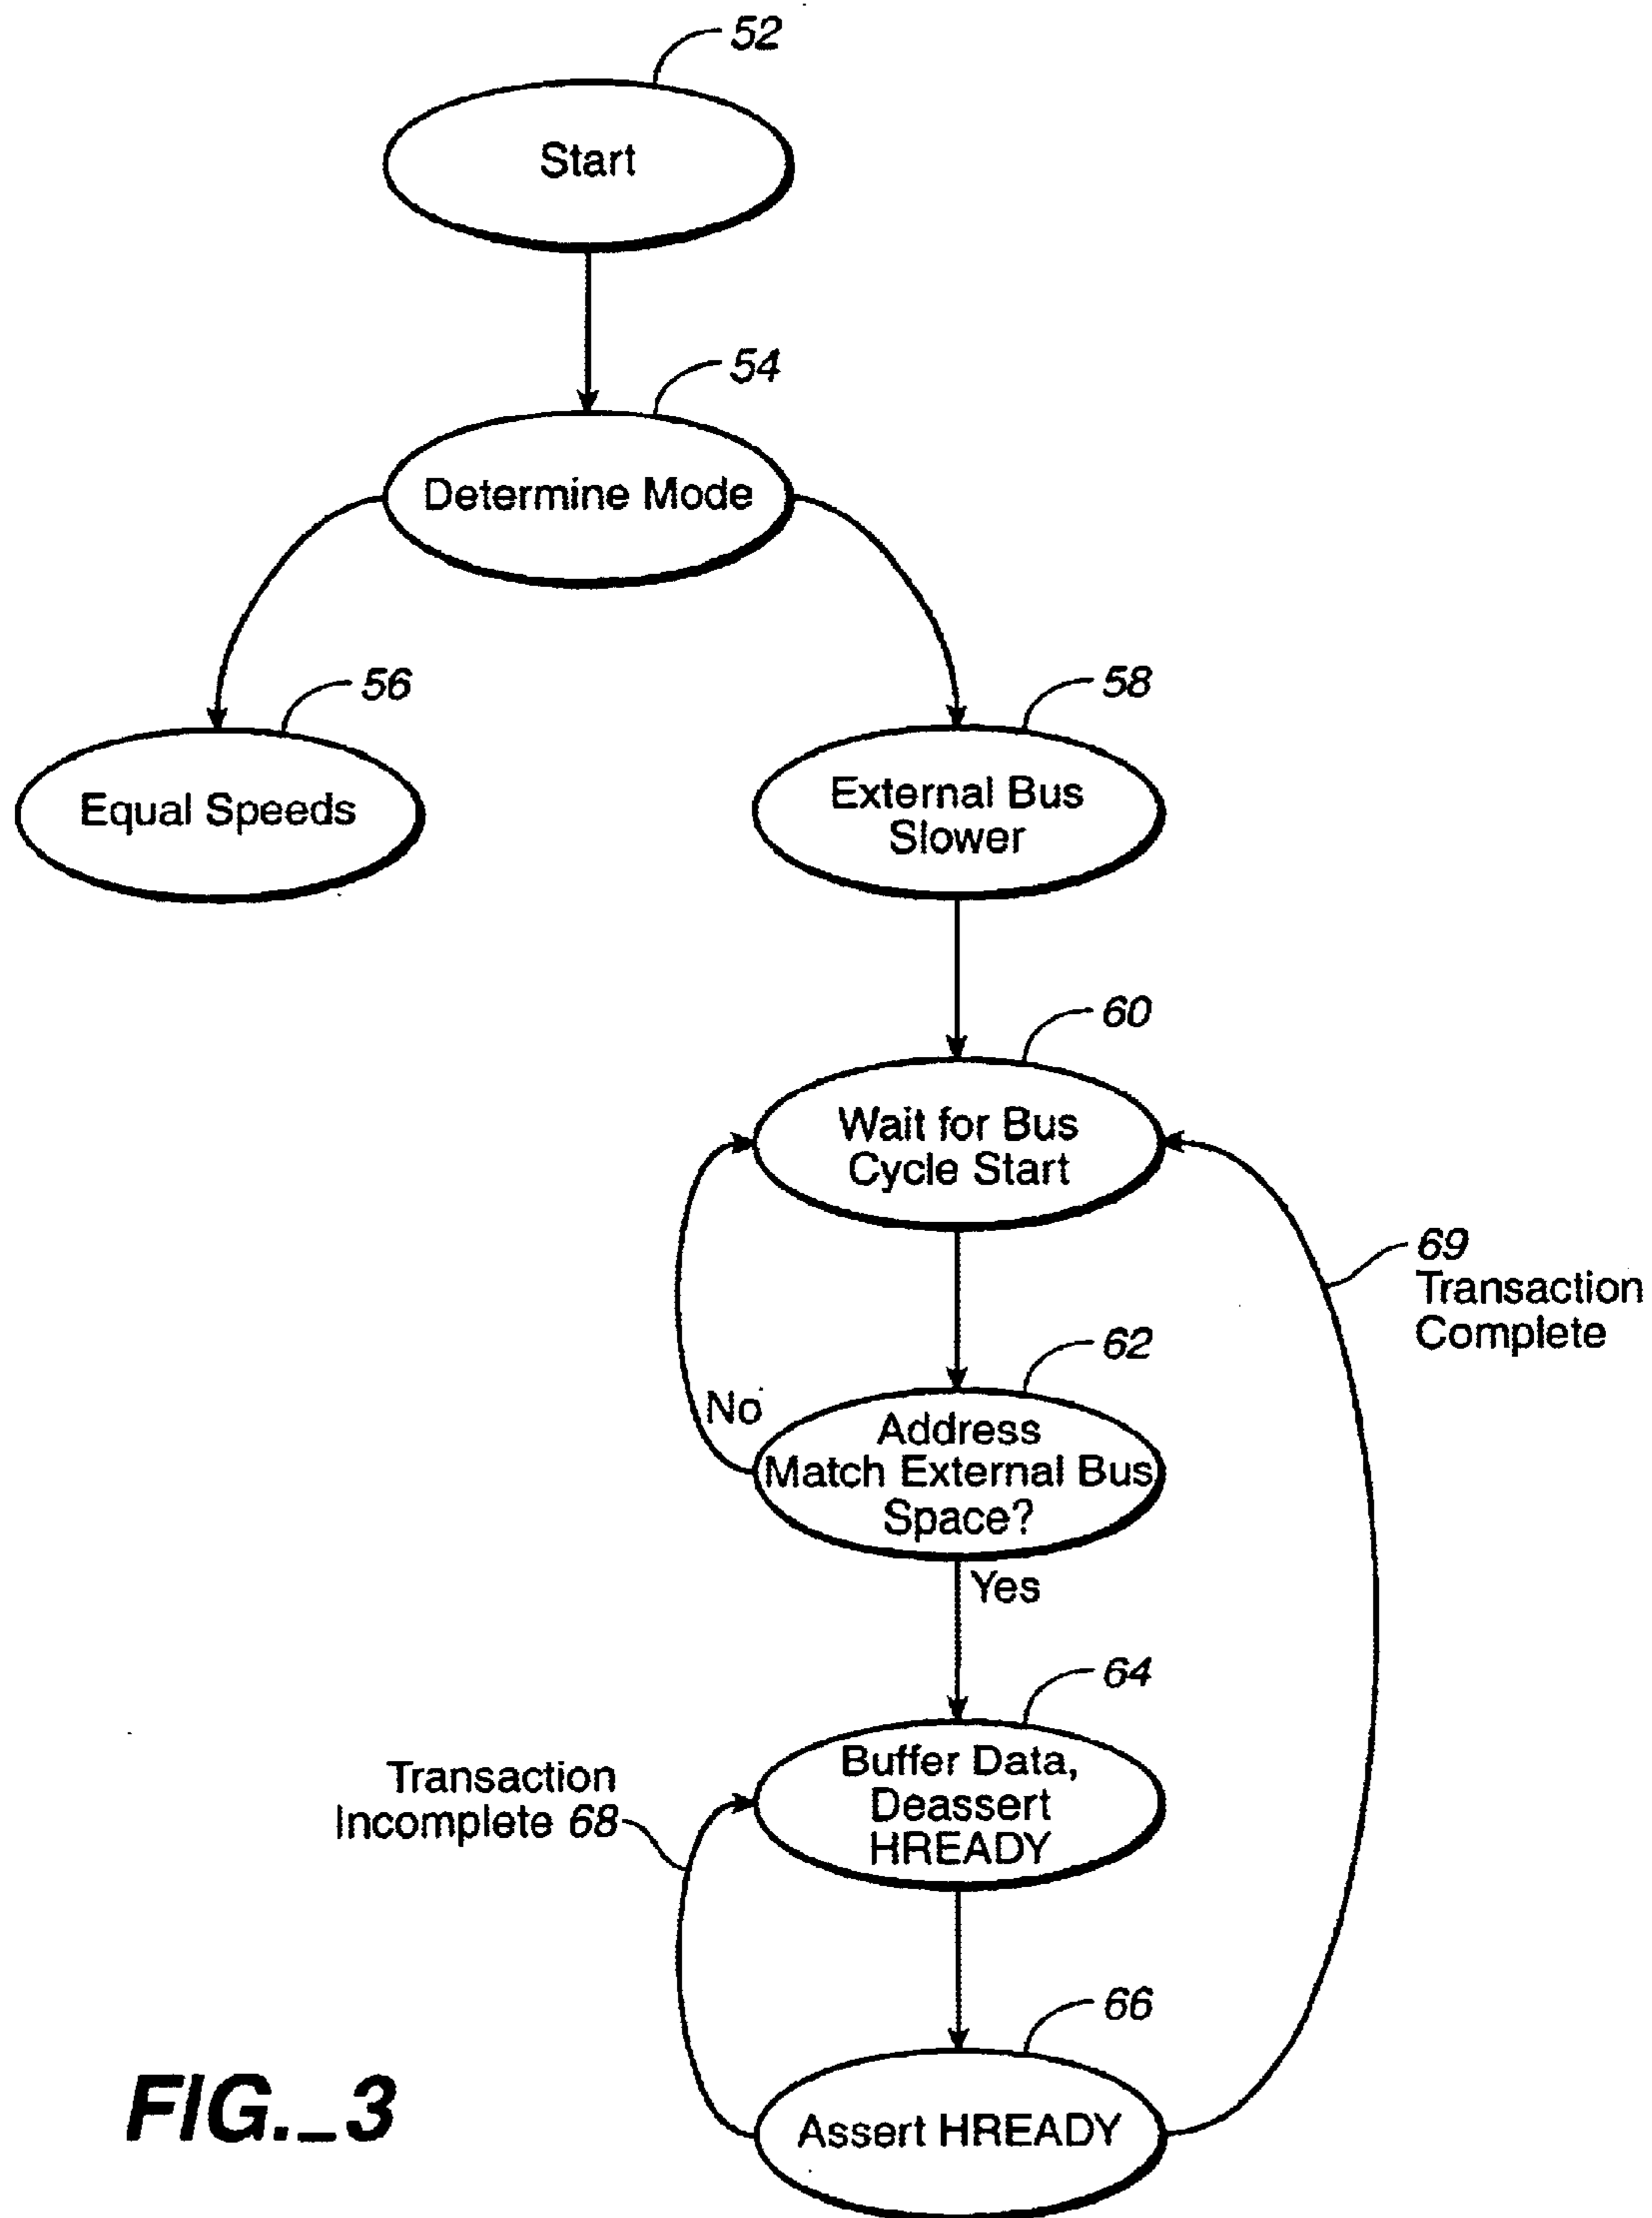 52
Start
54
Determine Mode
56
Equal Speeds
58
External Bus
Slower
60
Wait for Bus
Cycle Start
69
Transaction
Complete
62
No
Address
Match External Bus
Space?
Yes
64
Buffer Data,
Deassert
HREADY
Transaction
Incomplete 68
66
Assert HREADY
FIG._3